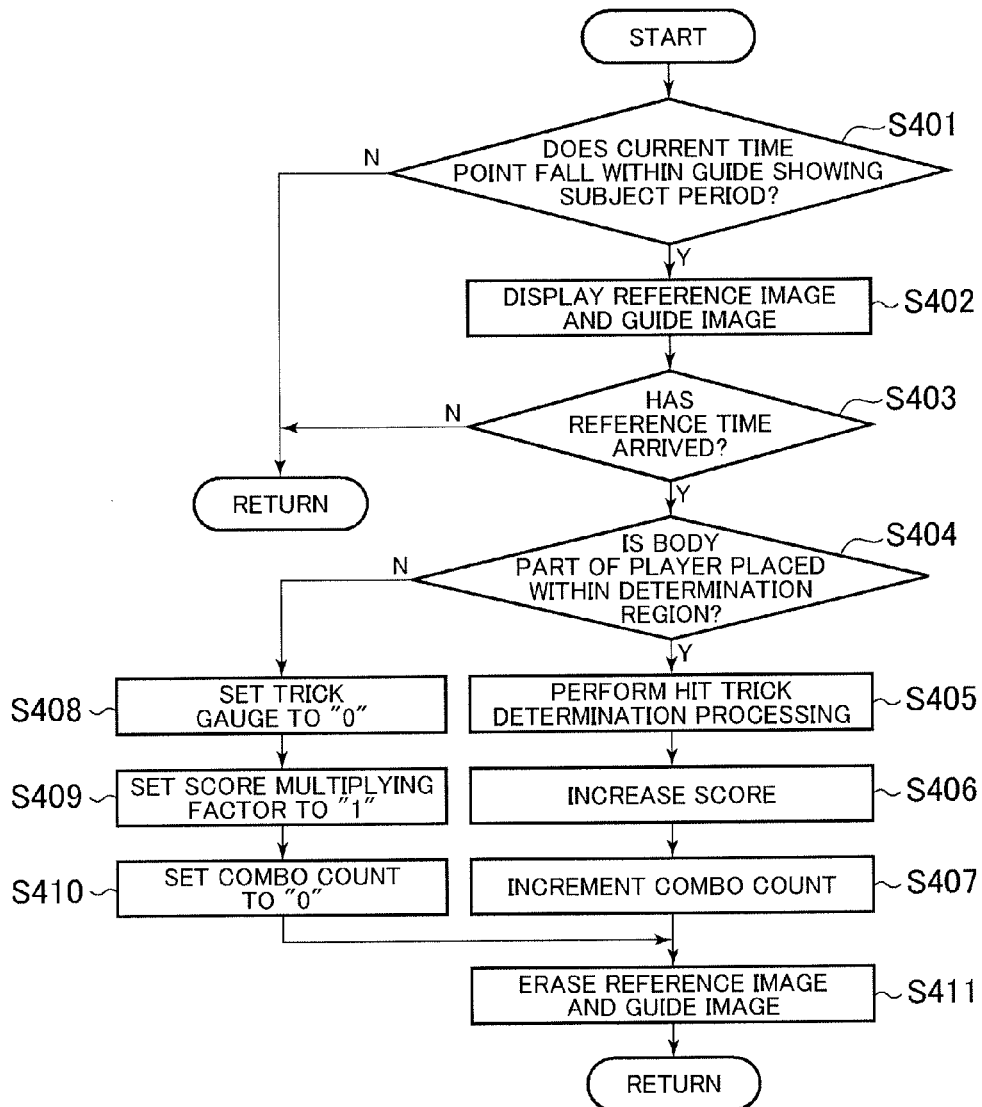 START
DOES CURRENT TIME
POINT FALL WITHIN GUIDE SHOWING
SUBJECT PERIOD?
S401
N
Y
DISPLAY REFERENCE IMAGE
AND GUIDE IMAGE
S402
HAS
REFERENCE TIME
ARRIVED?
S403
N
Y
RETURN
IS BODY
PART OF PLAYER PLACED
WITHIN DETERMINATION
REGION?
S404
N
Y
S408
SET TRICK
GAUGE TO "0"
PERFORM HIT TRICK
DETERMINATION PROCESSING
S405
S409
SET SCORE MULTIPLYING
FACTOR TO "1"
INCREASE SCORE
S406
S410
SET COMBO COUNT
TO "0"
INCREMENT COMBO COUNT
S407
ERASE REFERENCE IMAGE
AND GUIDE IMAGE
S411
RETURN